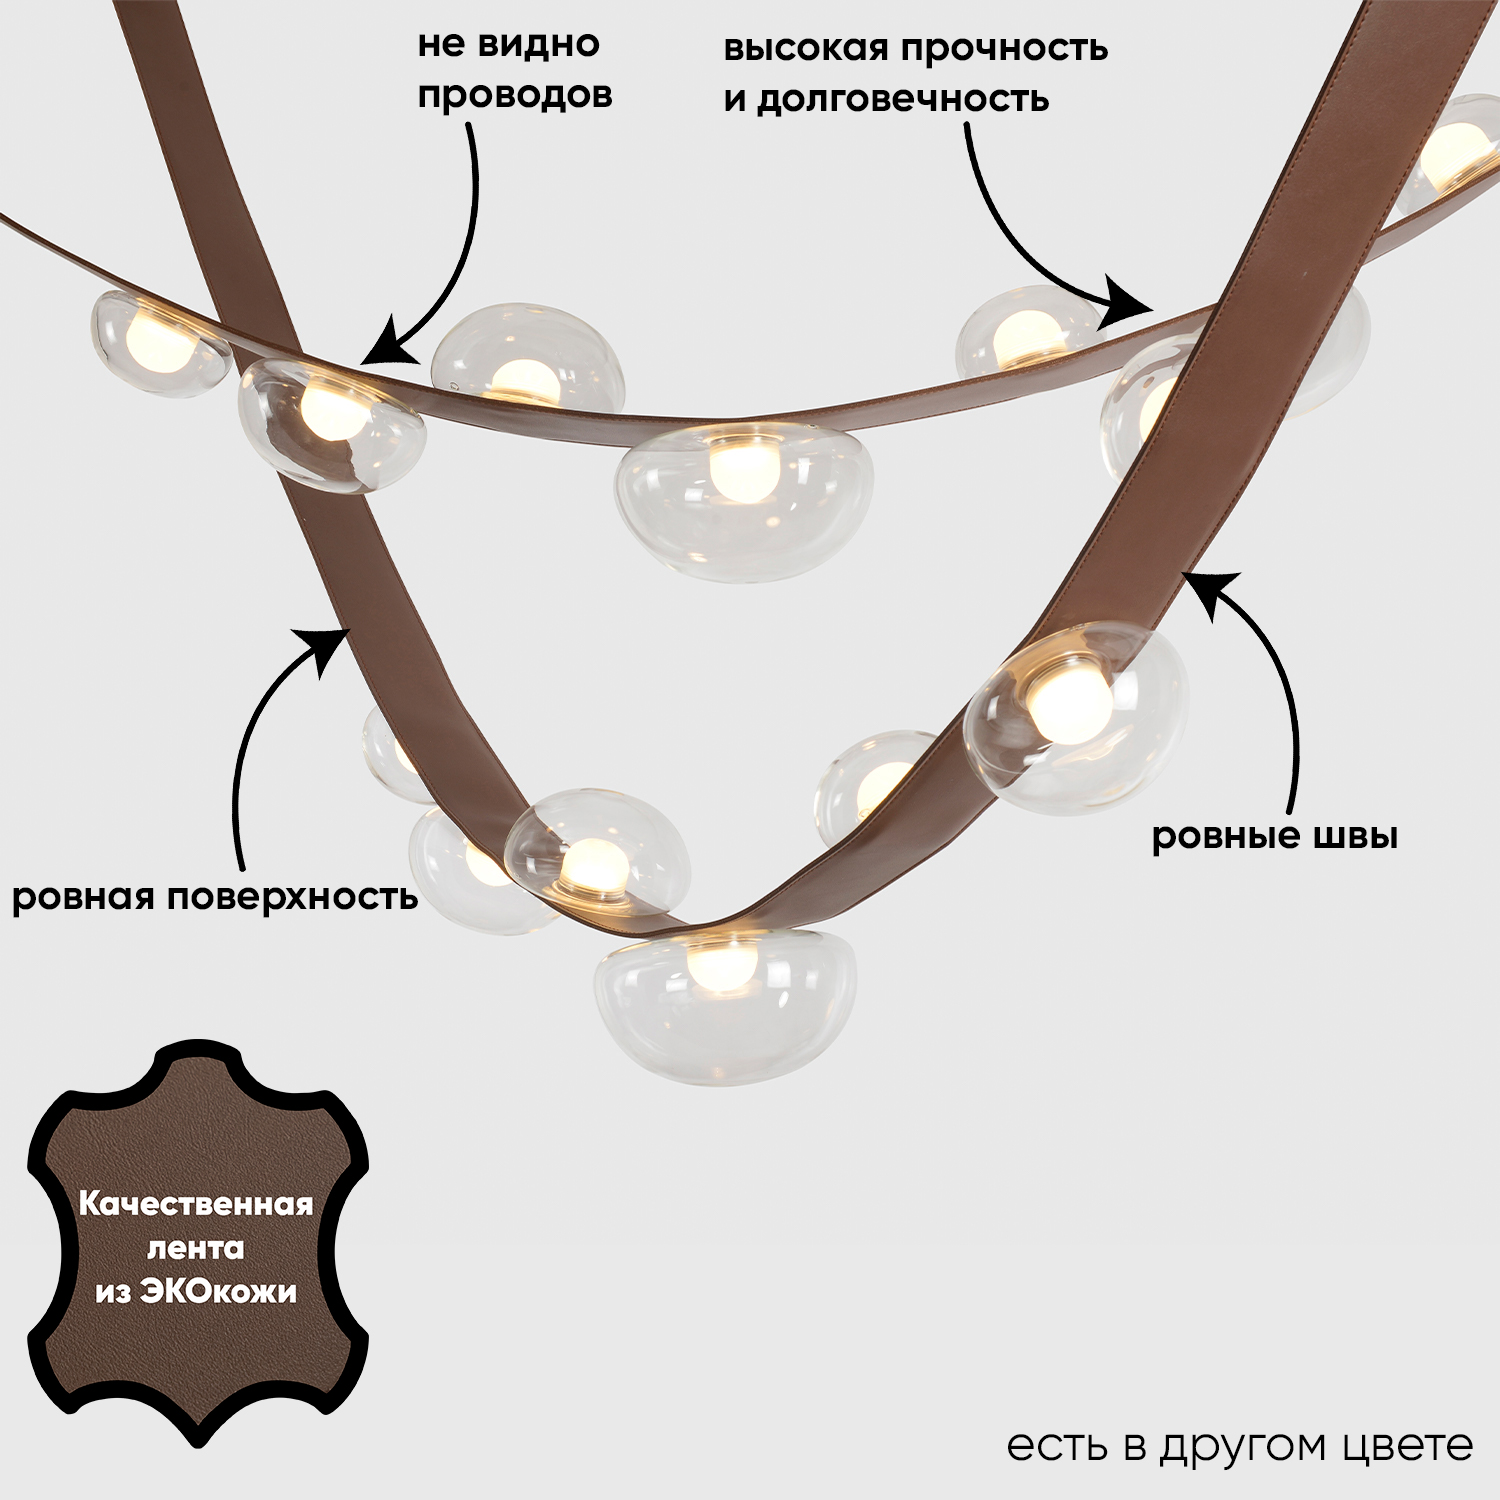 не видно
проводов
высокая прочность
и долговечность
ровные швы
ровная поверхность
Качественная
лента
из ЭКОкожи
есть в другом цвете